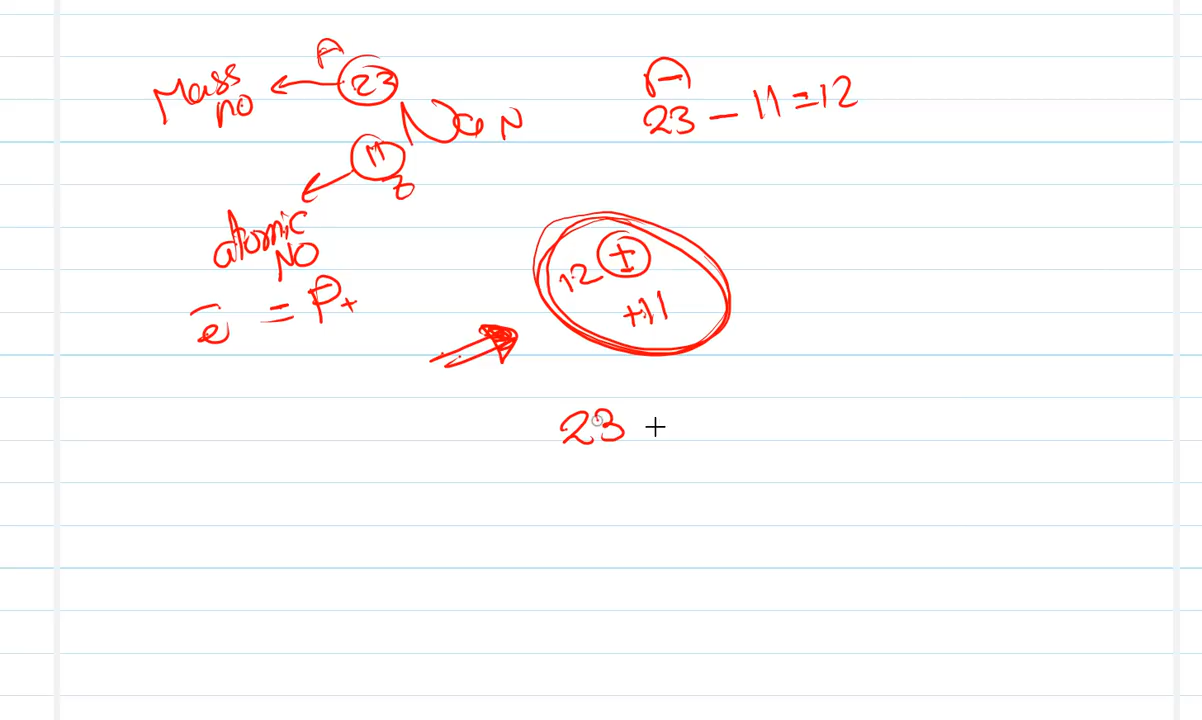 A
Mass no ← 23
Na N
11
Z
atomic
NO
e̅ = P+
A
23 - 11 = 12
12 +
+11
23